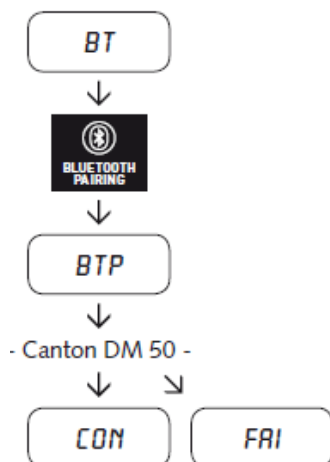 BT
BLUETOOTH
PAIRING
BTP
- Canton DM 50 -
CON
FAI